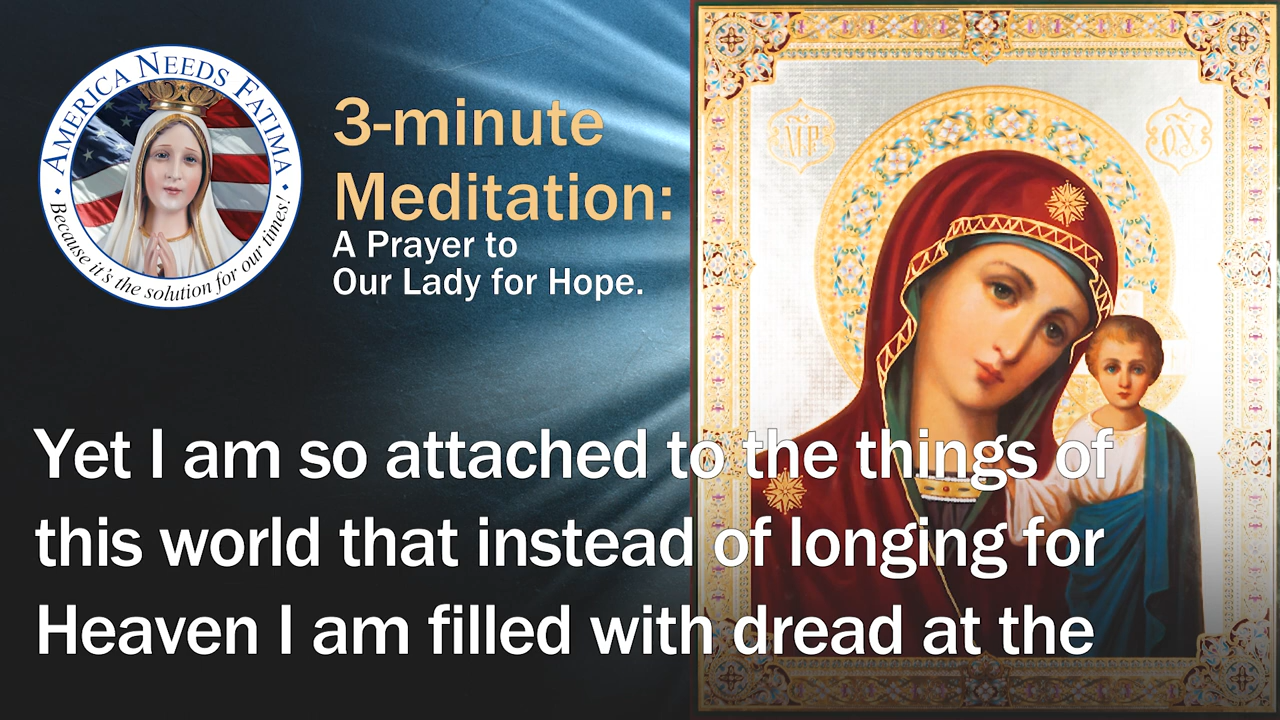 AMERICA NEEDS FATIMA
Because it's the solution for our times!
3-minute
Meditation:
A Prayer to
Our Lady for Hope.
Yet I am so attached to the things of
this world that instead of longing for
Heaven I am filled with dread at the